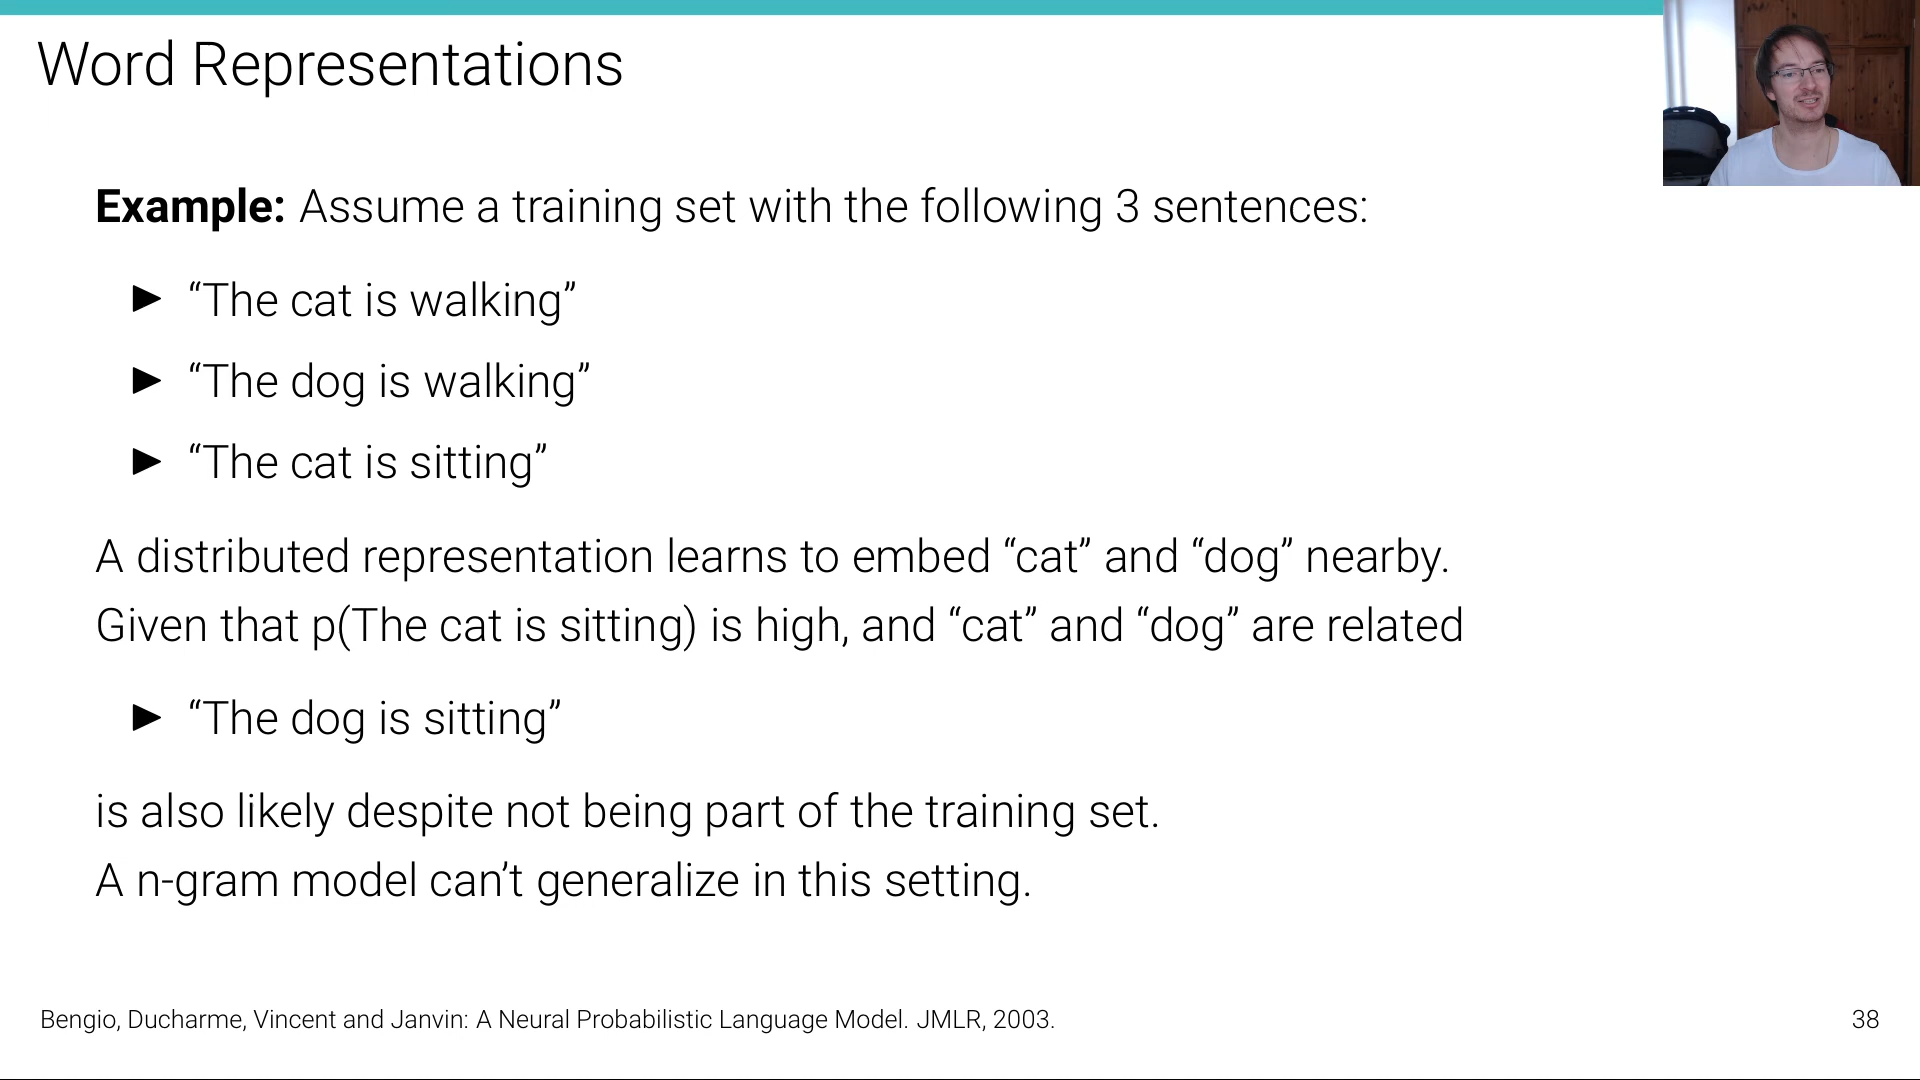 Word Representations
Example: Assume a training set with the following 3 sentences:
► “The cat is walking”
► “The dog is walking”
► “The cat is sitting”
A distributed representation learns to embed “cat” and “dog” nearby.
Given that p(The cat is sitting) is high, and “cat” and “dog” are related
► “The dog is sitting”
is also likely despite not being part of the training set.
A n-gram model can’t generalize in this setting.
Bengio, Ducharme, Vincent and Janvin: A Neural Probabilistic Language Model. JMLR, 2003.
38